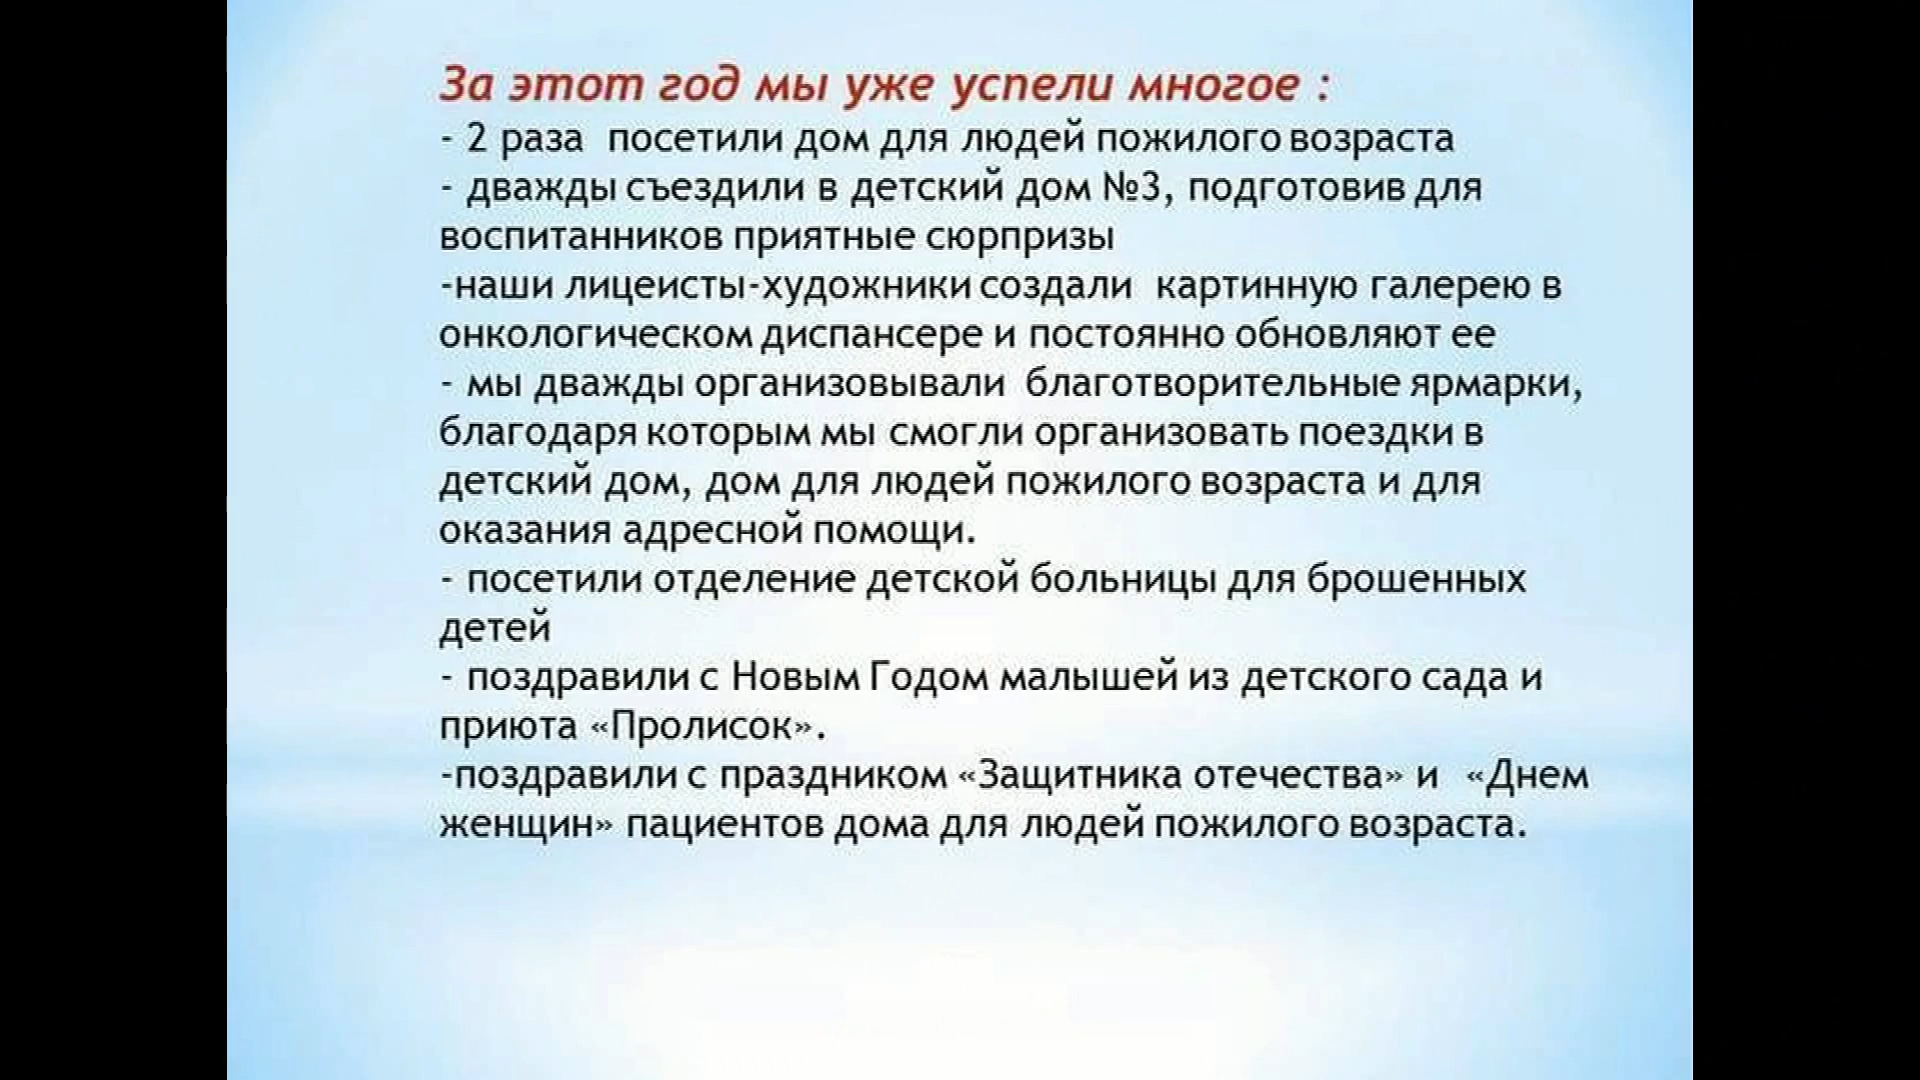 За этот год мы уже успели многое :
- 2 раза  посетили дом для людей пожилого возраста
- дважды съездили в детский дом №3, подготовив для
воспитанников приятные сюрпризы
-наши лицеисты-художники создали  картинную галерею в
онкологическом диспансере и постоянно обновляют ее
- мы дважды организовывали  благотворительные ярмарки,
благодаря которым мы смогли организовать поездки в
детский дом, дом для людей пожилого возраста и для
оказания адресной помощи.
- посетили отделение детской больницы для брошенных
детей
- поздравили с Новым Годом малышей из детского сада и
приюта «Пролисок».
-поздравили с праздником «Защитника отечества» и  «Днем
женщин» пациентов дома для людей пожилого возраста.